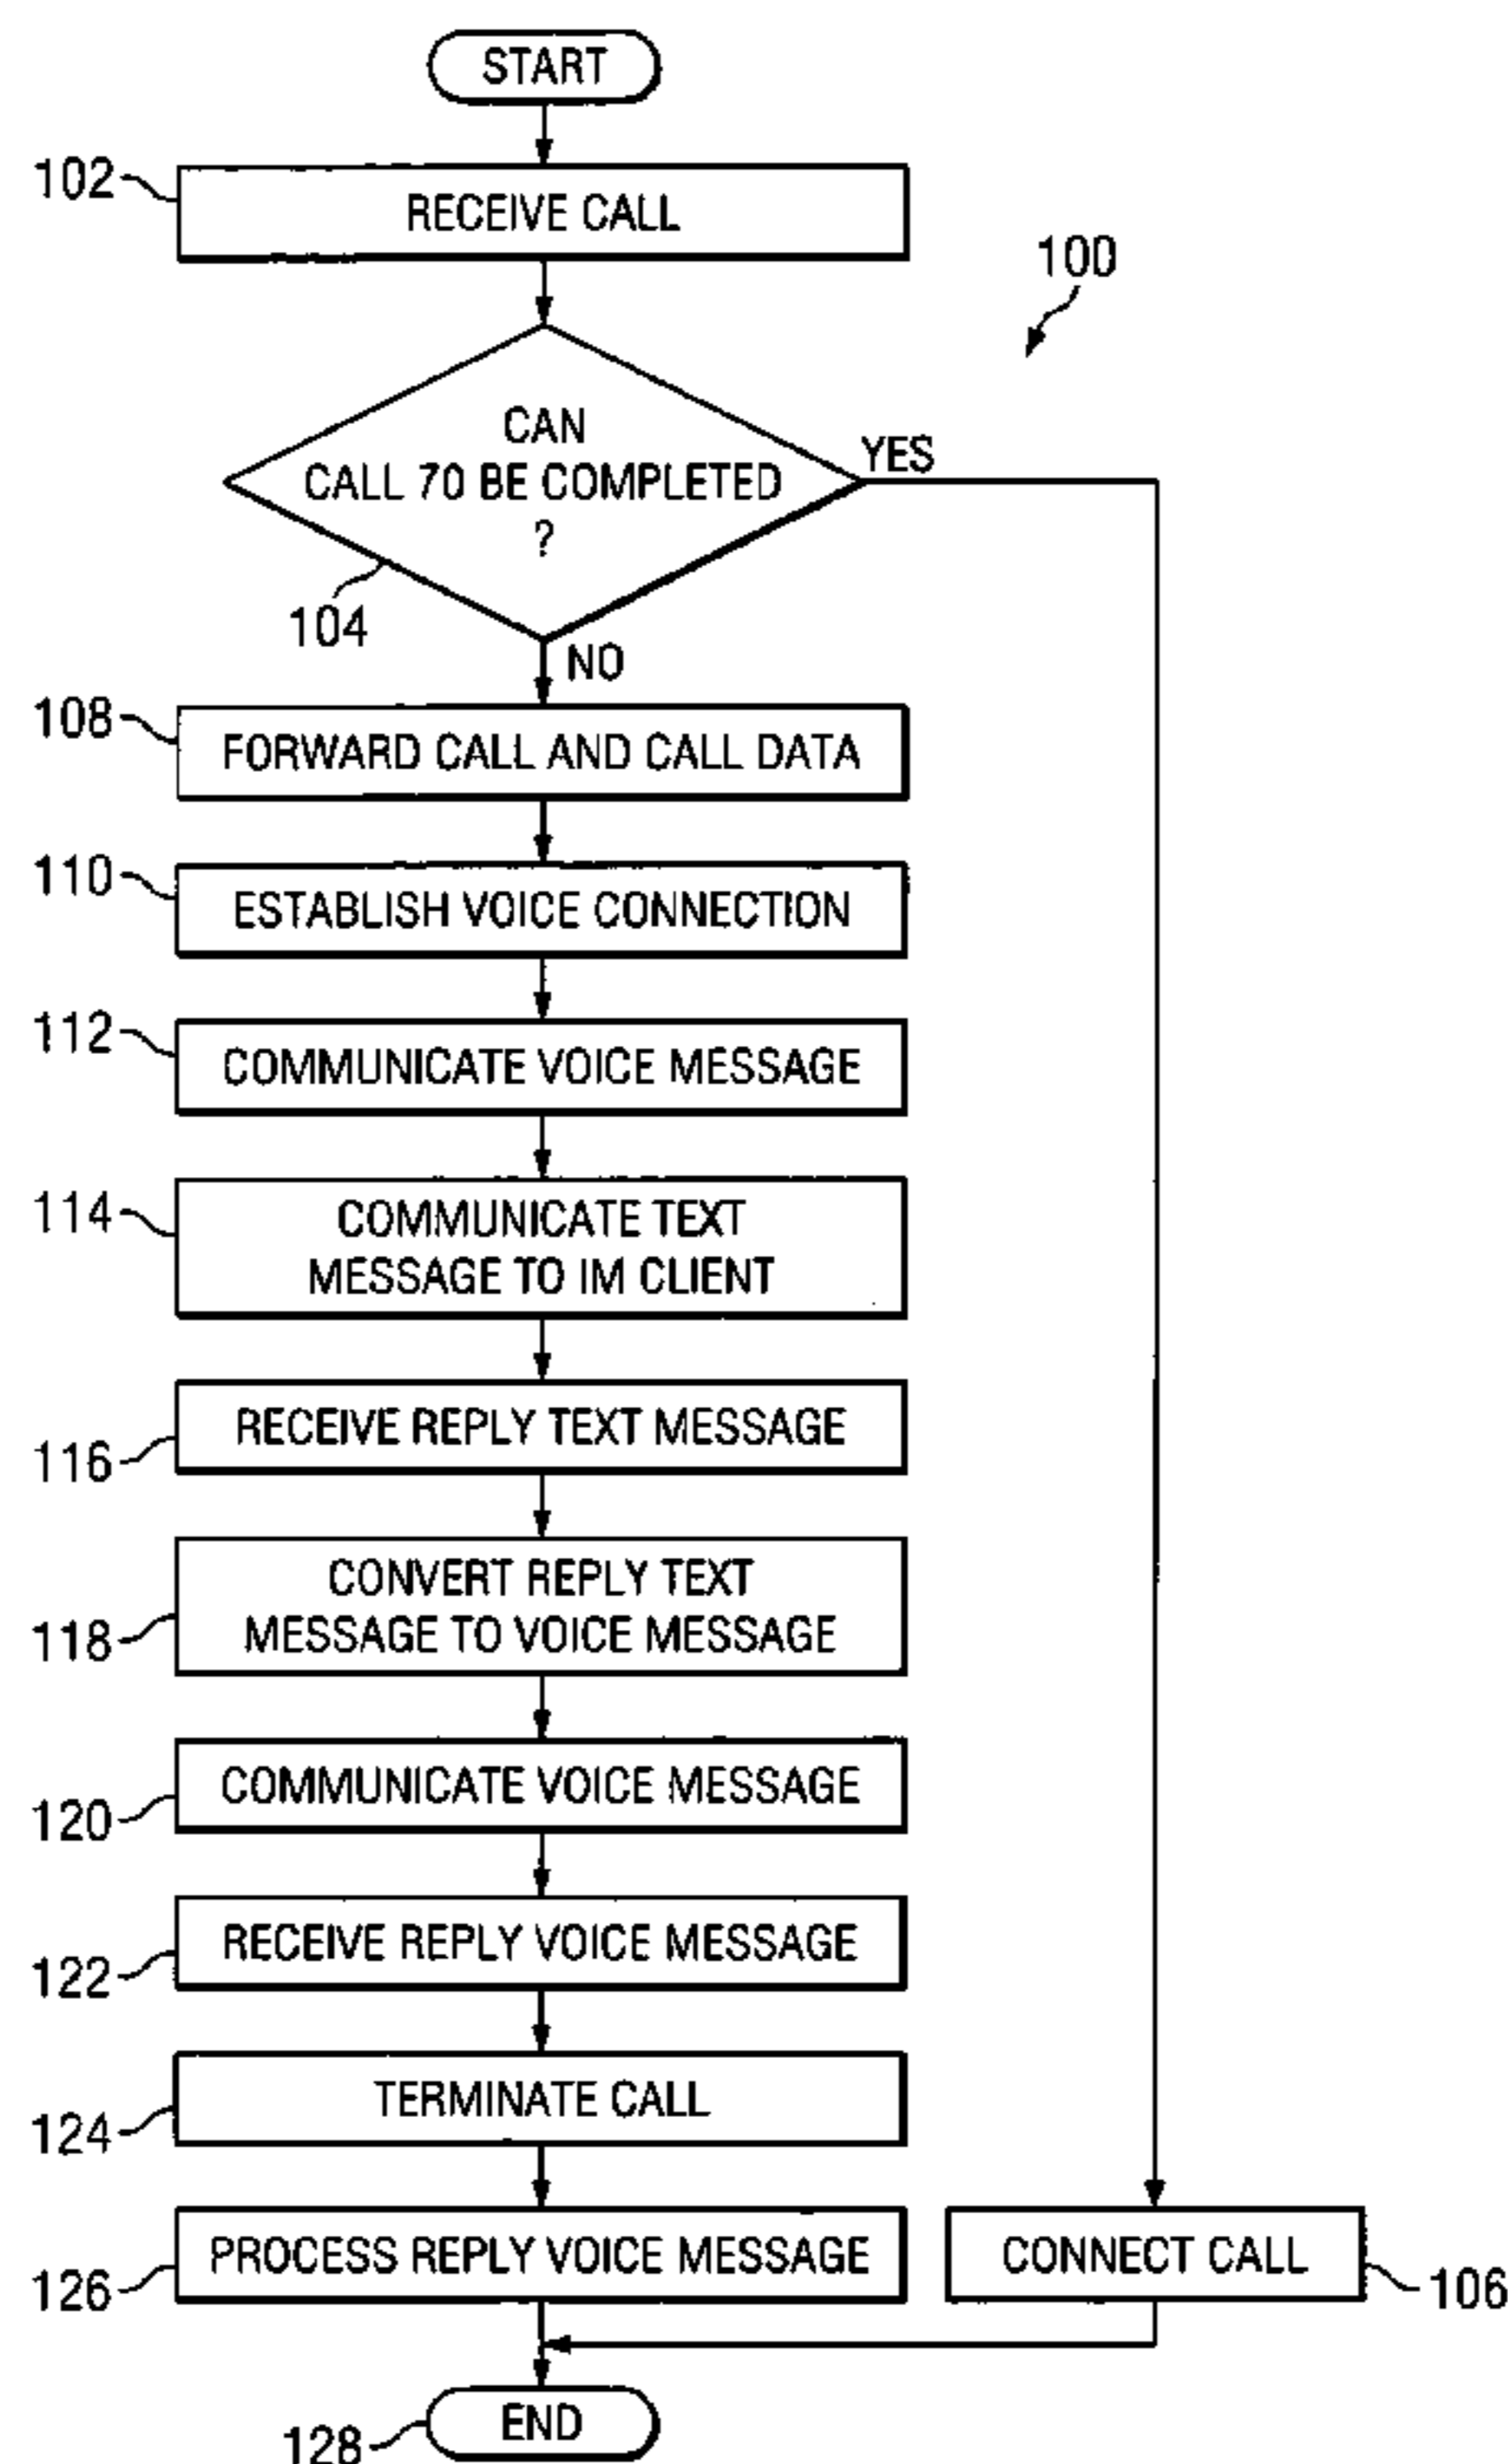 START
102
RECEIVE CALL
100
CAN
CALL 70 BE COMPLETED
?
YES
104
NO
108
FORWARD CALL AND CALL DATA
110
ESTABLISH VOICE CONNECTION
112
COMMUNICATE VOICE MESSAGE
114
COMMUNICATE TEXT
MESSAGE TO IM CLIENT
116
RECEIVE REPLY TEXT MESSAGE
118
CONVERT REPLY TEXT
MESSAGE TO VOICE MESSAGE
120
COMMUNICATE VOICE MESSAGE
122
RECEIVE REPLY VOICE MESSAGE
124
TERMINATE CALL
126
PROCESS REPLY VOICE MESSAGE
CONNECT CALL
106
END
128